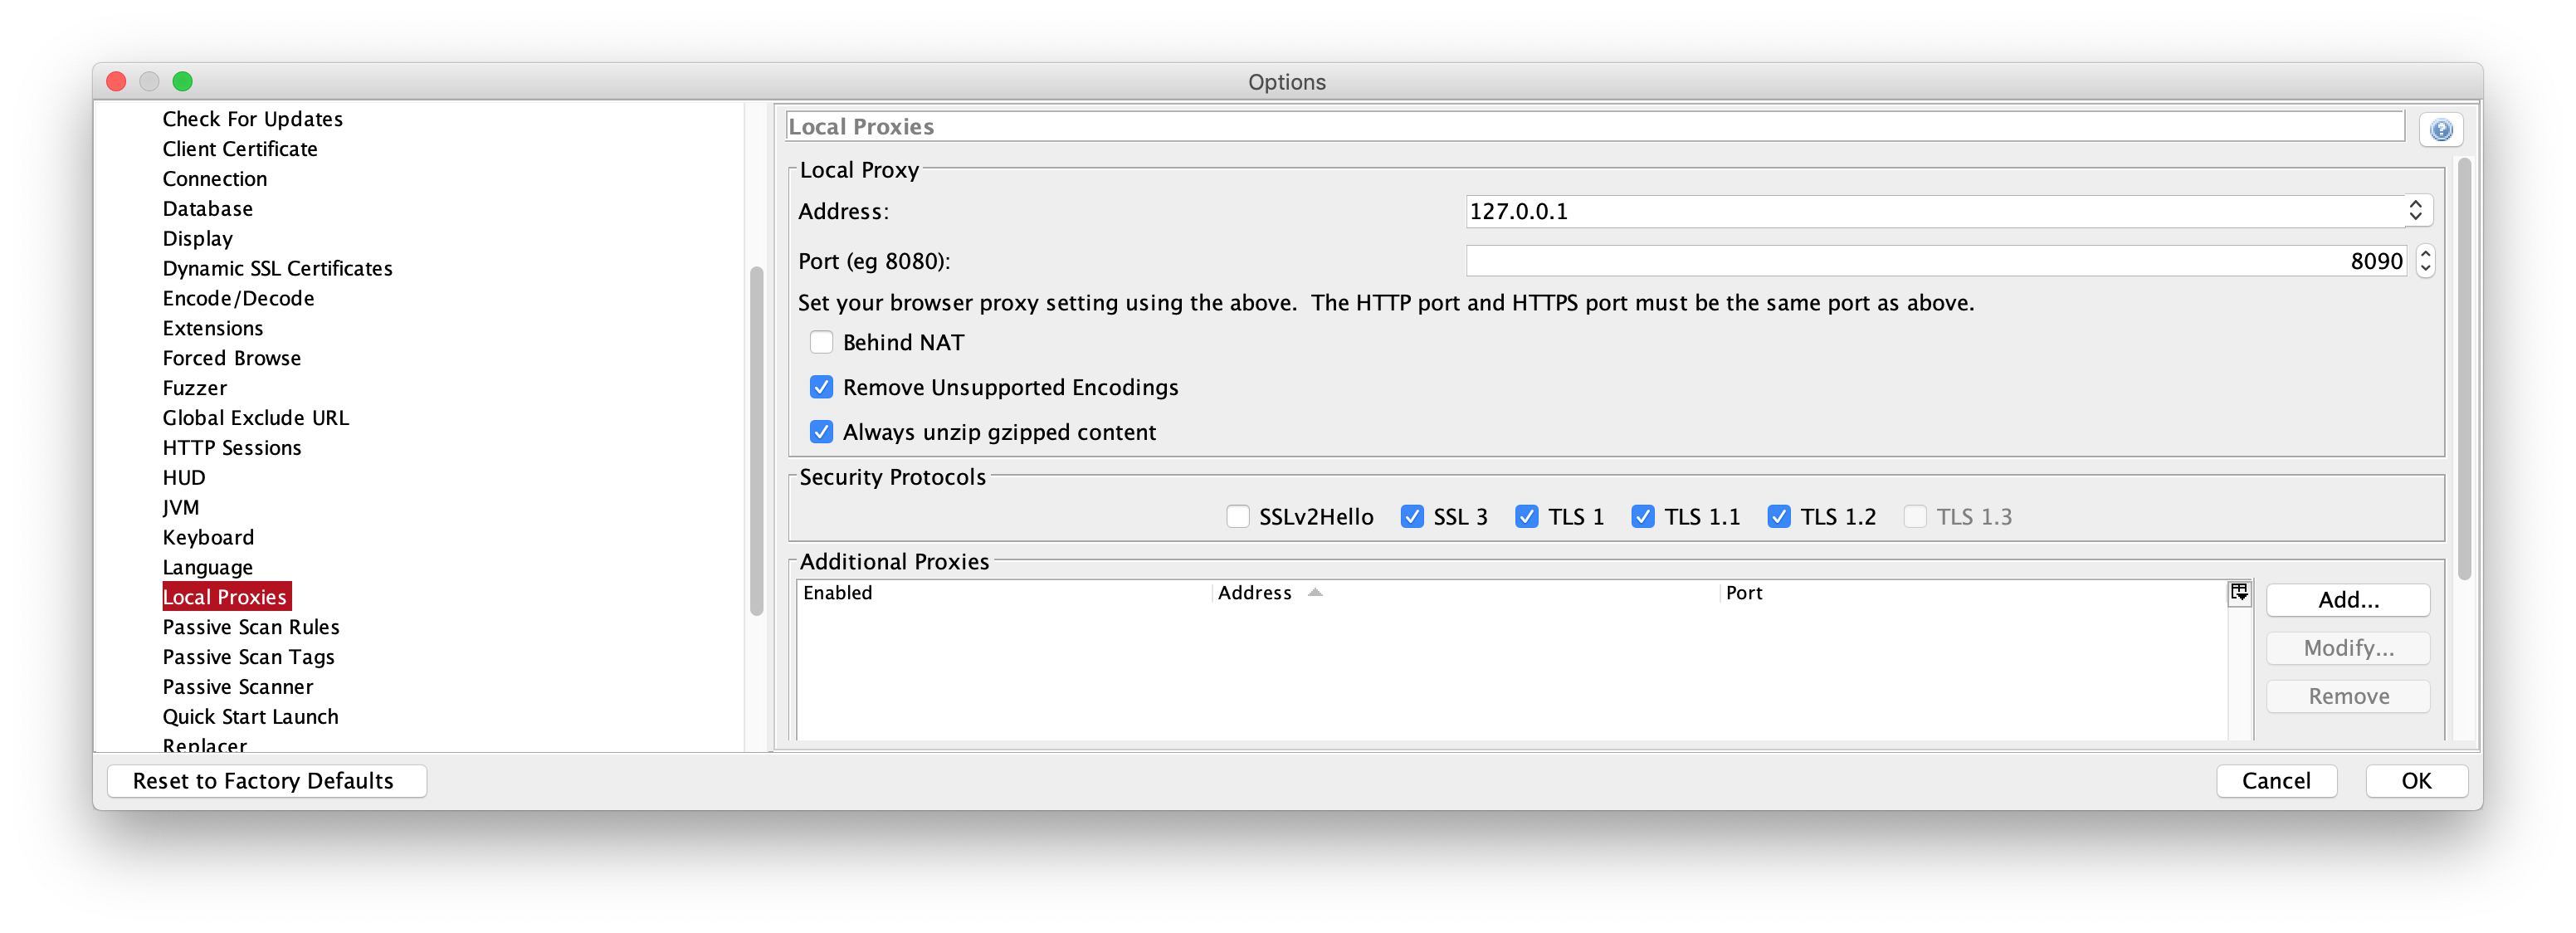 Options
Check For Updates
Client Certificate
Connection
Database
Display
Dynamic SSL Certificates
Encode/Decode
Extensions
Forced Browse
Fuzzer
Global Exclude URL
HTTP Sessions
HUD
JVM
Keyboard
Language
Local Proxies
Passive Scan Rules
Passive Scan Tags
Passive Scanner
Quick Start Launch
Replacer
Local Proxies
Local Proxy
Address: 127.0.0.1
Port (eg 8080): 8090
Set your browser proxy setting using the above.  The HTTP port and HTTPS port must be the same port as above.
Behind NAT
Remove Unsupported Encodings
Always unzip gzipped content
Security Protocols
SSLv2Hello SSL 3 TLS 1 TLS 1.1 TLS 1.2 TLS 1.3
Additional Proxies
Enabled Address Port
Add...
Modify...
Remove
Reset to Factory Defaults Cancel OK